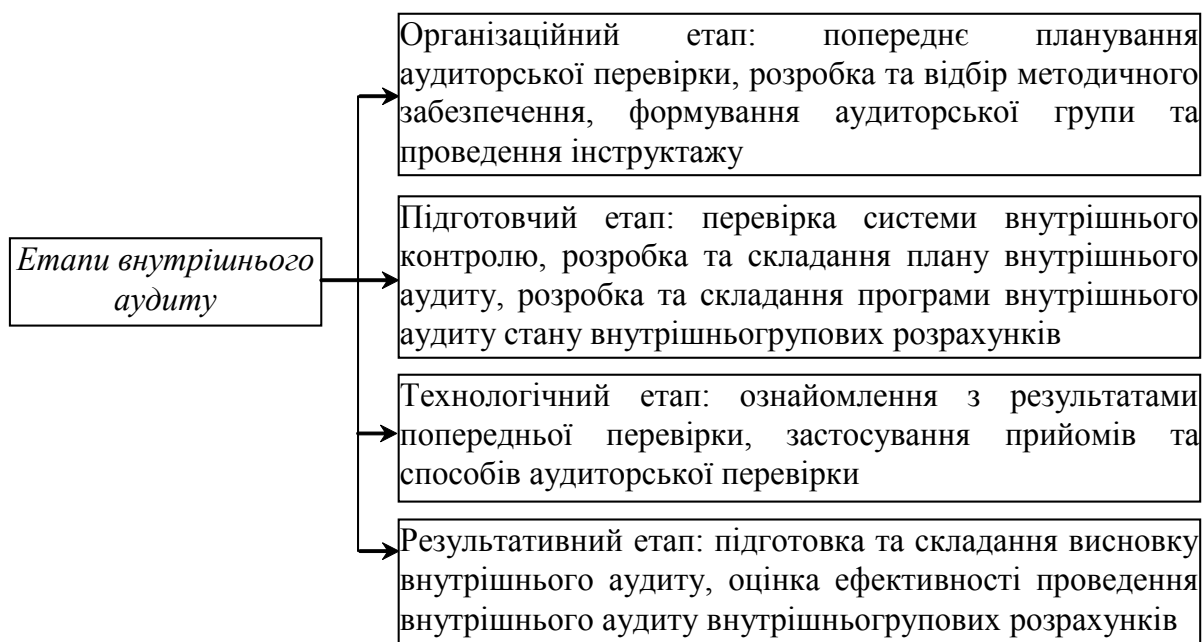 Організаційний етап: попереднє планування
аудиторської перевірки, розробка та відбір методичного
забезпечення, формування аудиторської групи та
проведення інструктажу
Підготовчий етап: перевірка системи внутрішнього
контролю, розробка та складання плану внутрішнього
аудиту, розробка та складання програми внутрішнього
аудиту стану внутрішньогрупових розрахунків
Етапи внутрішнього
аудиту
Технологічний етап: ознайомлення з результатами
попередньої перевірки, застосування прийомів та
способів аудиторської перевірки
Результативний етап: підготовка та складання висновку
внутрішнього аудиту, оцінка ефективності проведення
внутрішнього аудиту внутрішньогрупових розрахунків